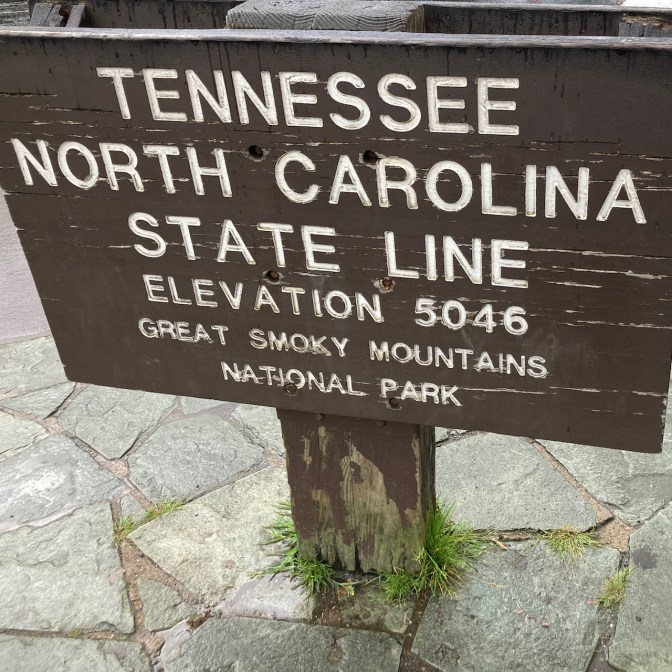 TENNESSEE
NORTH CAROLINA
STATE LINE
ELEVATION 5046
GREAT SMOKY MOUNTAINS
NATIONAL PARK